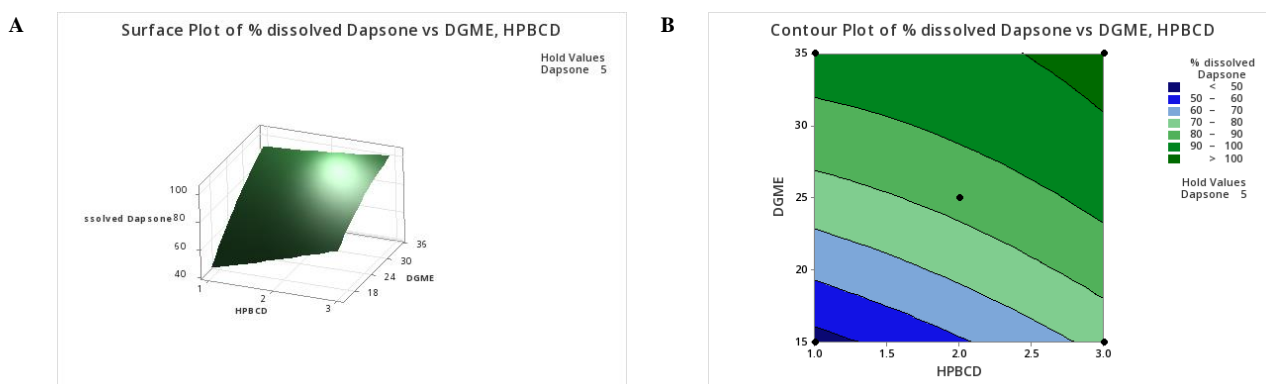 A
Surface Plot of % dissolved Dapsone vs DGME, HPBCD
Hold Values
Dapsone 5
100
80
60
40
ssolved Dapsone
1
2
3
HPBCD
18
24
30
36
DGME
B
Contour Plot of % dissolved Dapsone vs DGME, HPBCD
35
30
25
20
15
DGME
1.0 1.5 2.0 2.5 3.0
HPBCD
% dissolved
Dapsone
< 50
50 – 60
60 – 70
70 – 80
80 – 90
90 – 100
> 100
Hold Values
Dapsone 5